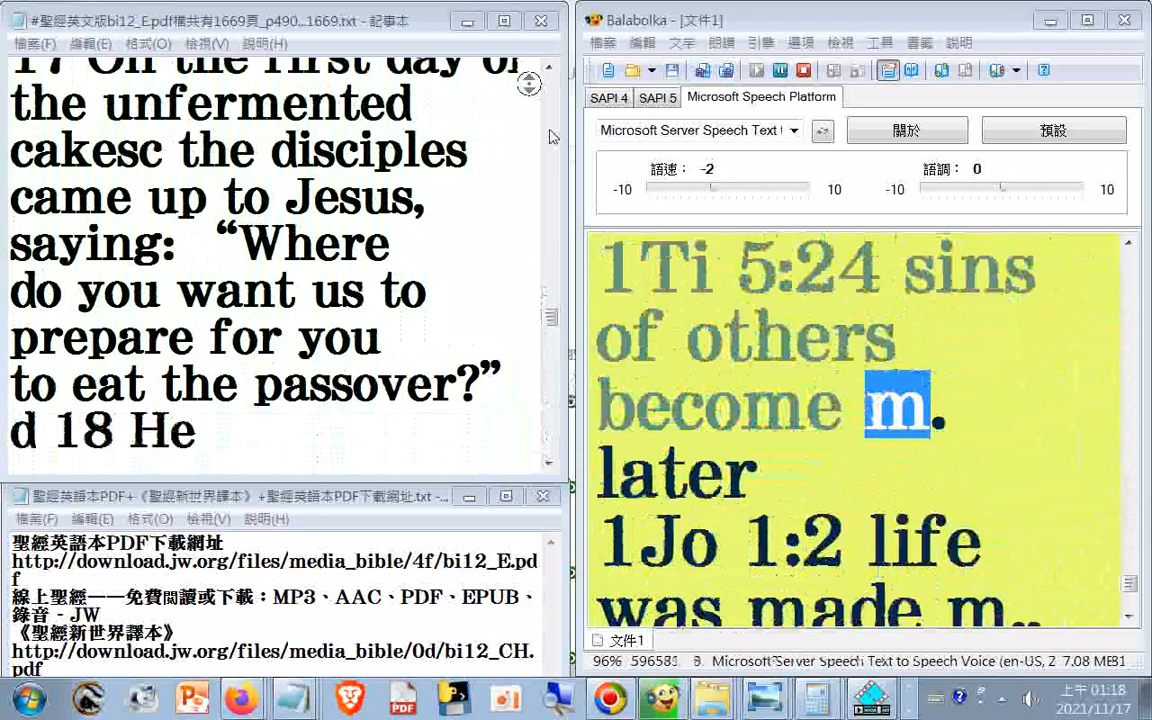 #聖經英文版bi12_E.pdf檔共有1669頁_p490...1669.txt - 記事本
檔案(F) 編輯(E) 格式(O) 檢視(V) 說明(H)
17 On the first day of
the unfermented
cakesc the disciples
came up to Jesus,
saying: “Where
do you want us to
prepare for you
to eat the passover?”
d 18 He
聖經英語本PDF+《聖經新世界譯本》+聖經英語本PDF下載網址.txt -...
檔案(F) 編輯(E) 格式(O) 檢視(V) 說明(H)
聖經英語本PDF下載網址
http://download.jw.org/files/media_bible/4f/bi12_E.pd
f
線上聖經——免費閱讀或下載：MP3、AAC、PDF、EPUB、
錄音 - JW
《聖經新世界譯本》
http://download.jw.org/files/media_bible/0d/bi12_CH.
pdf
Balabolka - [文件1]
檔案 編輯 文字 朗讀 引擎 選項 檢視 工具 書籤 說明
SAPI 4 SAPI 5 Microsoft Speech Platform
Microsoft Server Speech Text 關於 預設
語速： -2 語調： 0
-10 10 -10 10
1Ti 5:24 sins
of others
become m.
later
1Jo 1:2 life
was made m..
文件1
96% 596583 Microsoft Server Speech Text to Speech Voice (en-US, Z 7.08 MB
上午 01:18
2021/11/17